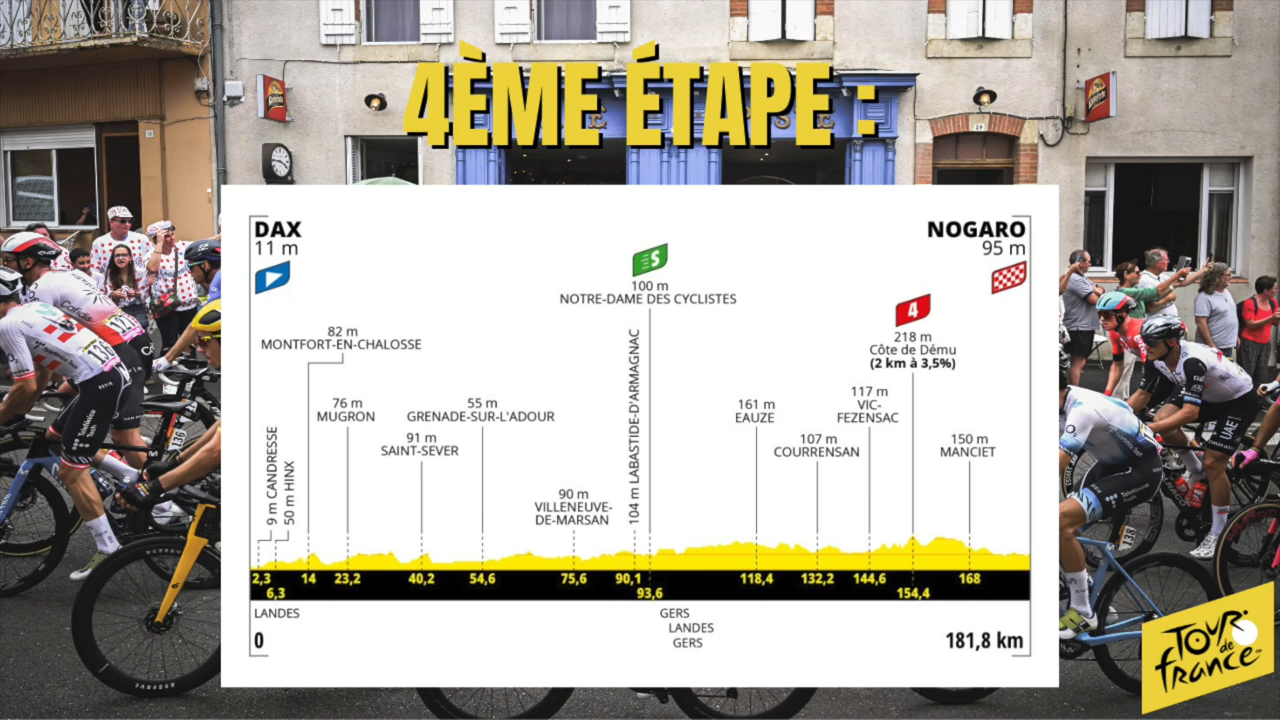 4ÈME ÉTAPE :
DAX
11 m
NOGARO
95 m
S
100 m
NOTRE-DAME DES CYCLISTES
4
218 m
Côte de Dému
(2 km à 3,5%)
82 m
MONTFORT-EN-CHALOSSE
76 m
MUGRON
55 m
GRENADE-SUR-L'ADOUR
91 m
SAINT-SEVER
9 m CANDRESSE
50 m HINX
90 m
VILLENEUVE-
DE-MARSAN
104 m LABASTIDE-D'ARMAGNAC
161 m
EAUZE
117 m
VIC-
FEZENSAC
107 m
COURRENSAN
150 m
MANCIET
2,3 14 23,2 40,2 54,6 75,6 90,1 118,4 132,2 144,6 168
6,3 93,6 154,4
LANDES
GERS
LANDES
GERS
0
181,8 km
TOUR
de
france
UAE
138
136